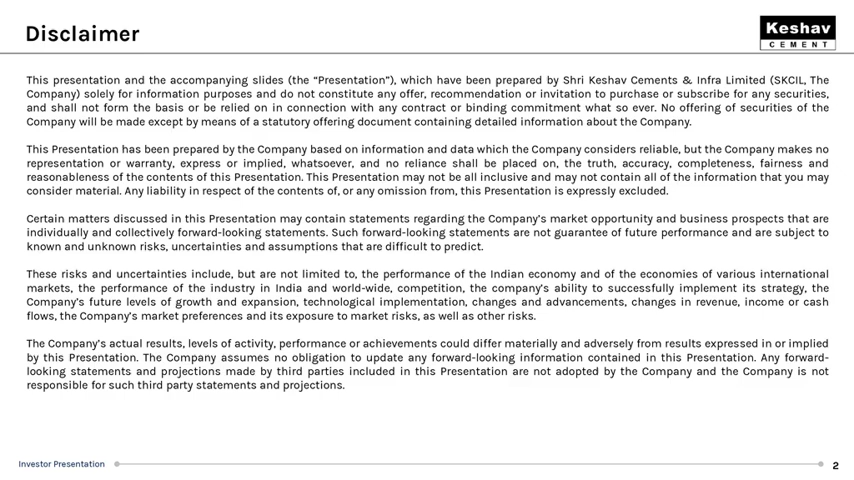 Disclaimer
Keshav
CEMENT
This presentation and the accompanying slides (the “Presentation”), which have been prepared by Shri Keshav Cements & Infra Limited (SKCIL, The
Company) solely for information purposes and do not constitute any offer, recommendation or invitation to purchase or subscribe for any securities,
and shall not form the basis or be relied on in connection with any contract or binding commitment what so ever. No offering of securities of the
Company will be made except by means of a statutory offering document containing detailed information about the Company.
This Presentation has been prepared by the Company based on information and data which the Company considers reliable, but the Company makes no
representation or warranty, express or implied, whatsoever, and no reliance shall be placed on, the truth, accuracy, completeness, fairness and
reasonableness of the contents of this Presentation. This Presentation may not be all inclusive and may not contain all of the information that you may
consider material. Any liability in respect of the contents of, or any omission from, this Presentation is expressly excluded.
Certain matters discussed in this Presentation may contain statements regarding the Company’s market opportunity and business prospects that are
individually and collectively forward-looking statements. Such forward-looking statements are not guarantee of future performance and are subject to
known and unknown risks, uncertainties and assumptions that are difficult to predict.
These risks and uncertainties include, but are not limited to, the performance of the Indian economy and of the economies of various international
markets, the performance of the industry in India and world-wide, competition, the company’s ability to successfully implement its strategy, the
Company’s future levels of growth and expansion, technological implementation, changes and advancements, changes in revenue, income or cash
flows, the Company’s market preferences and its exposure to market risks, as well as other risks.
The Company’s actual results, levels of activity, performance or achievements could differ materially and adversely from results expressed in or implied
by this Presentation. The Company assumes no obligation to update any forward-looking information contained in this Presentation. Any forward-
looking statements and projections made by third parties included in this Presentation are not adopted by the Company and the Company is not
responsible for such third party statements and projections.
Investor Presentation
2